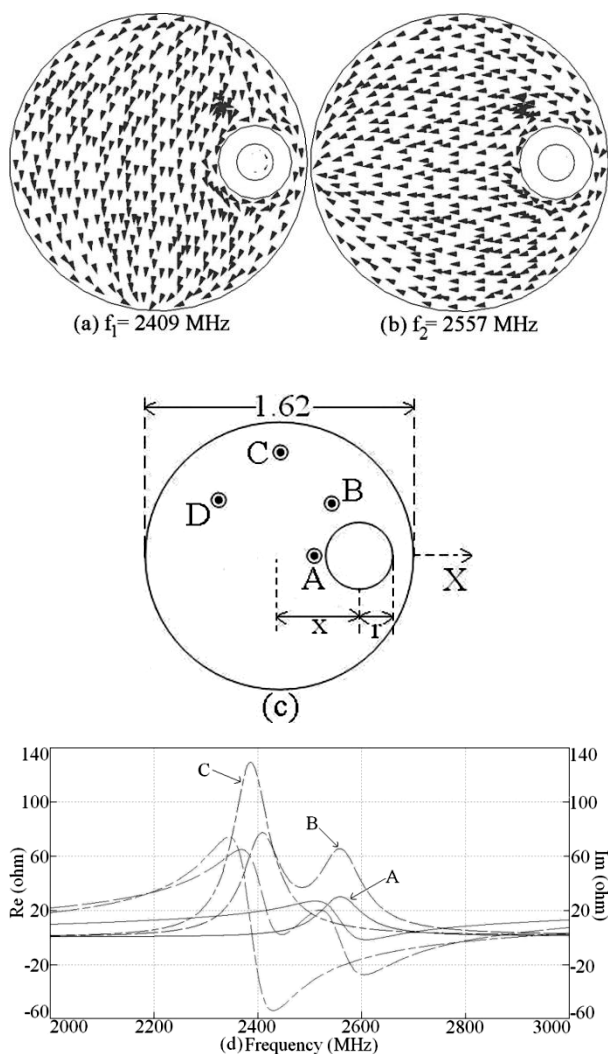 (a) f1= 2409 MHz
(b) f2= 2557 MHz
1.62
C
D
B
A
X
x
r
(c)
140
100
60
20
-20
-60
Re (ohm)
C
B
A
140
100
60
20
-20
-60
Im (ohm)
2000
2200
2400
2600
2800
3000
(d) Frequency (MHz)